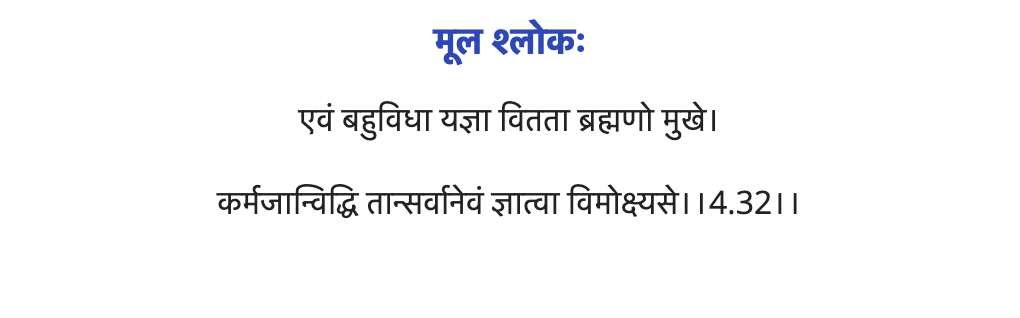 मूल श्लोकः
एवं बहुविधा यज्ञा वितता ब्रह्मणो मुखे।
कर्मजान्विद्धि तान्सर्वानेवं ज्ञात्वा विमोक्ष्यसे।।4.32।।